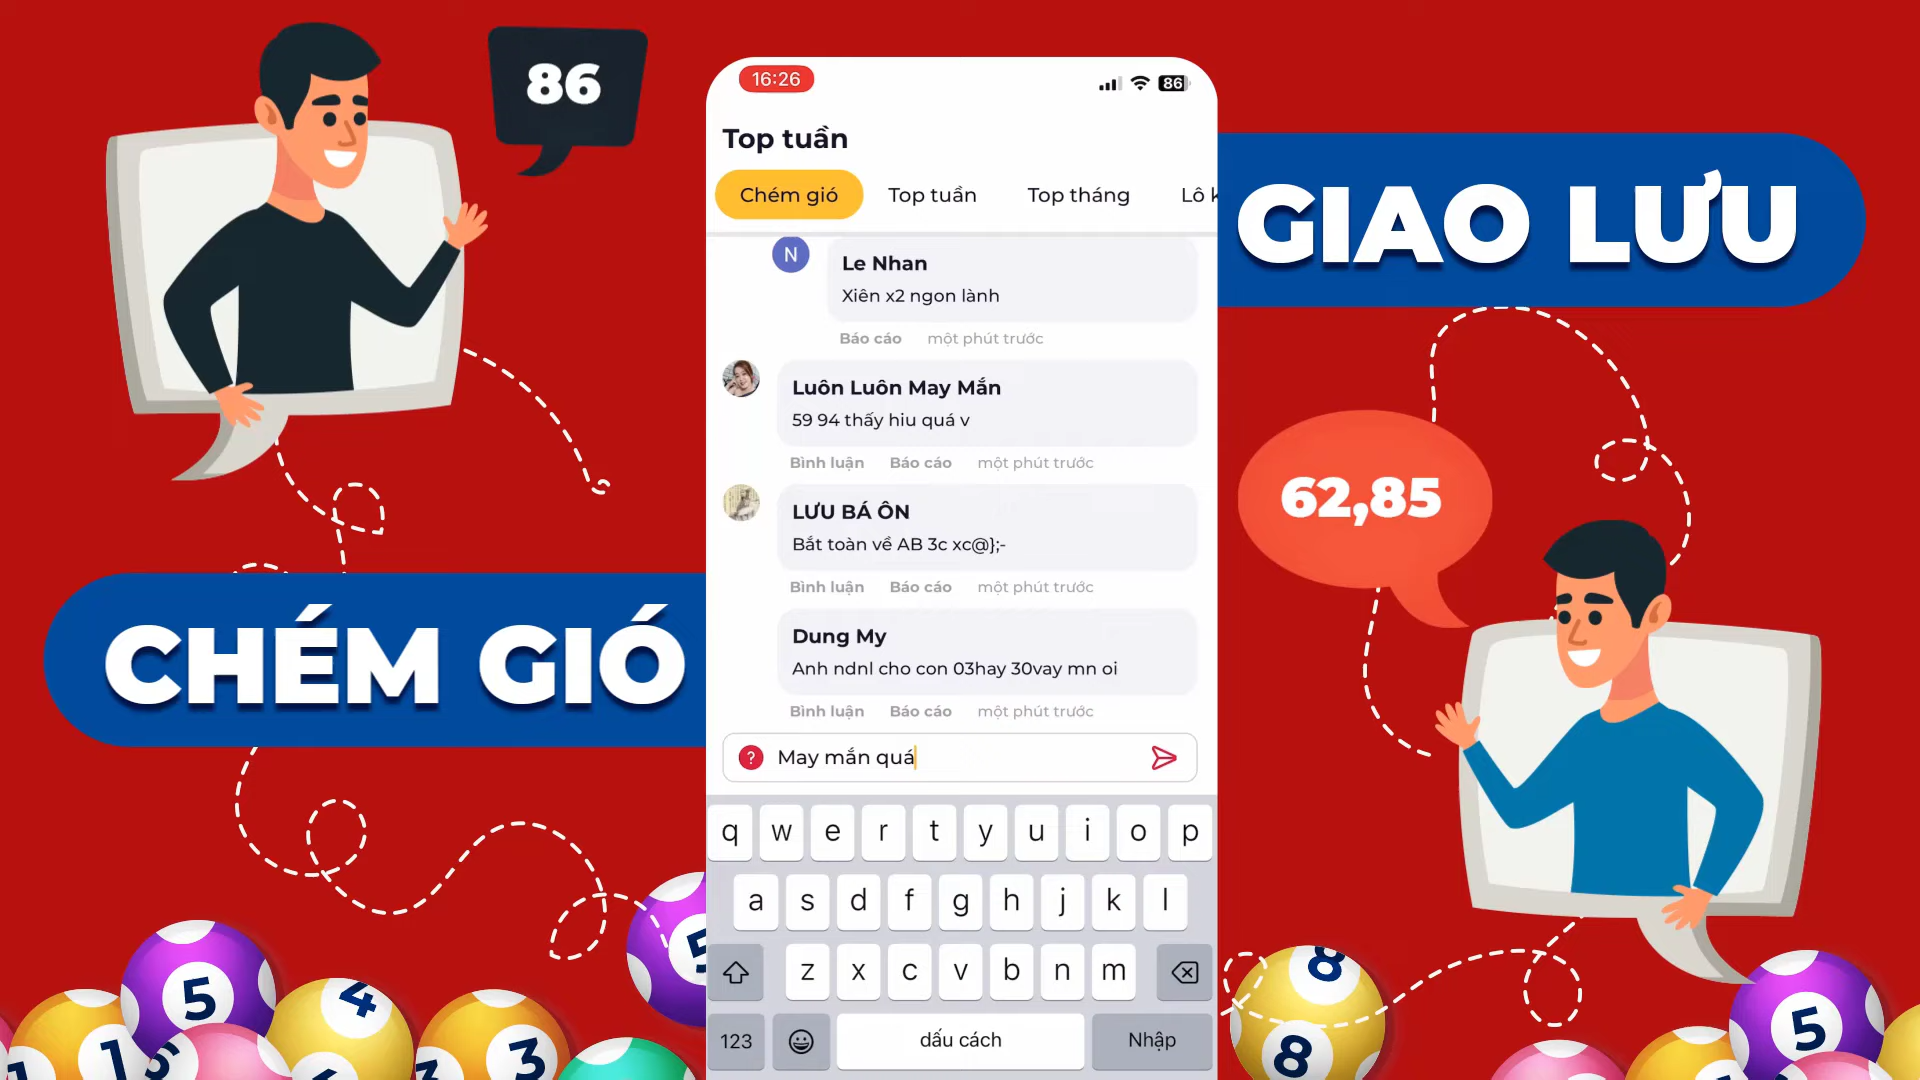 86
16:26
86
Top tuần
Chém gió
Top tuần
Top tháng
Lô k
GIAO LƯU
N
Le Nhan
Xiên x2 ngon lành
Báo cáo
một phút trước
Luôn Luôn May Mắn
59 94 thấy hiu quá v
Bình luận
Báo cáo
một phút trước
62,85
LƯU BÁ ÔN
Bắt toàn về AB 3c xc@};-
Bình luận
Báo cáo
một phút trước
CHÉM GIÓ
Dung My
Anh ndnl cho con 03hay 30vay mn oi
Bình luận
Báo cáo
một phút trước
?
May mắn quá
q w e r t y u i o p
a s d f g h j k l
z x c v b n m
123
dấu cách
Nhập
5
5
4
1
1
3
8
8
5